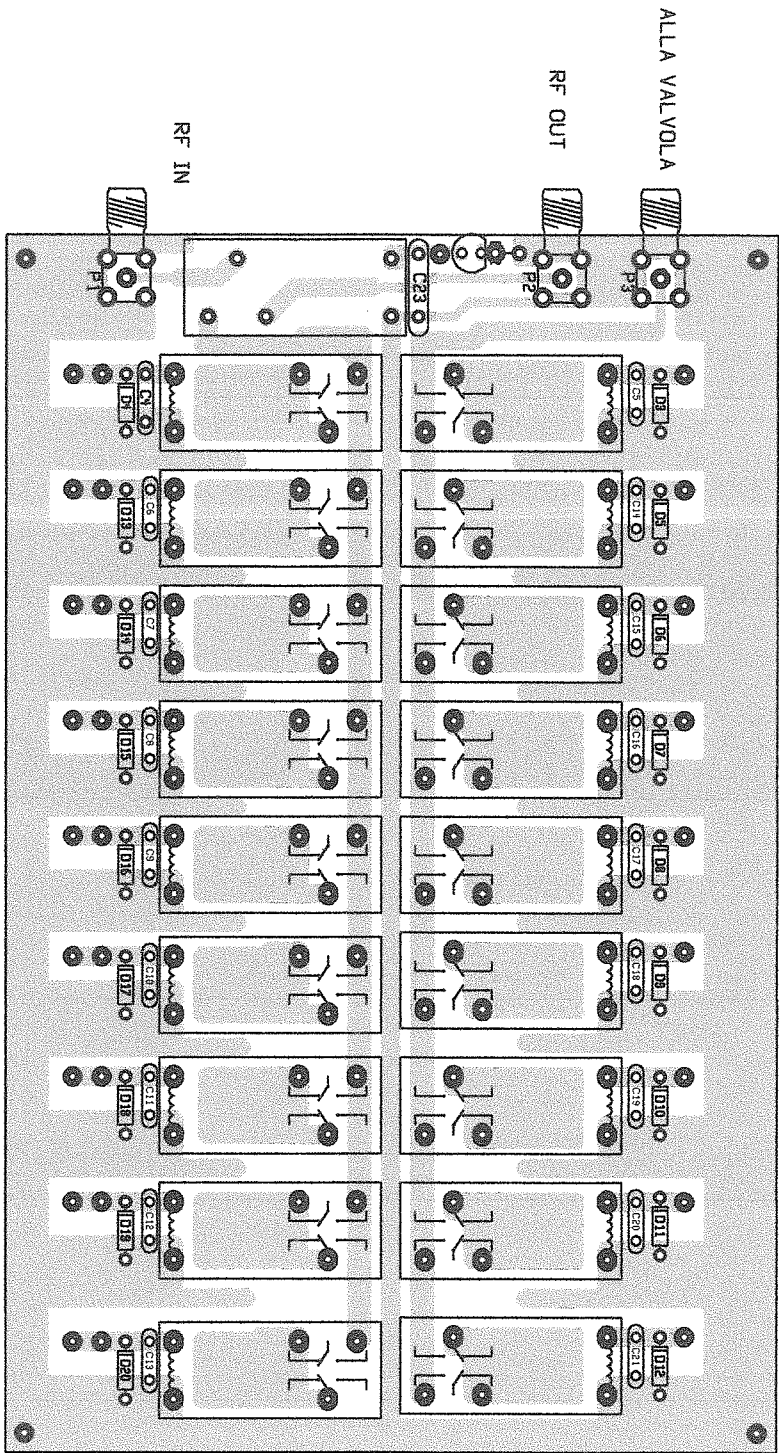 ALLA VALVOLA
RF OUT
RF IN
P1
C23
P2
P3
D4
C4
C5
D3
D13
C6
C14
D5
D14
C7
C15
D6
D15
C8
C16
D7
D16
C9
C17
D8
D17
C10
C18
D9
D18
C11
C19
D10
D19
C12
C20
D11
D20
C13
C21
D12